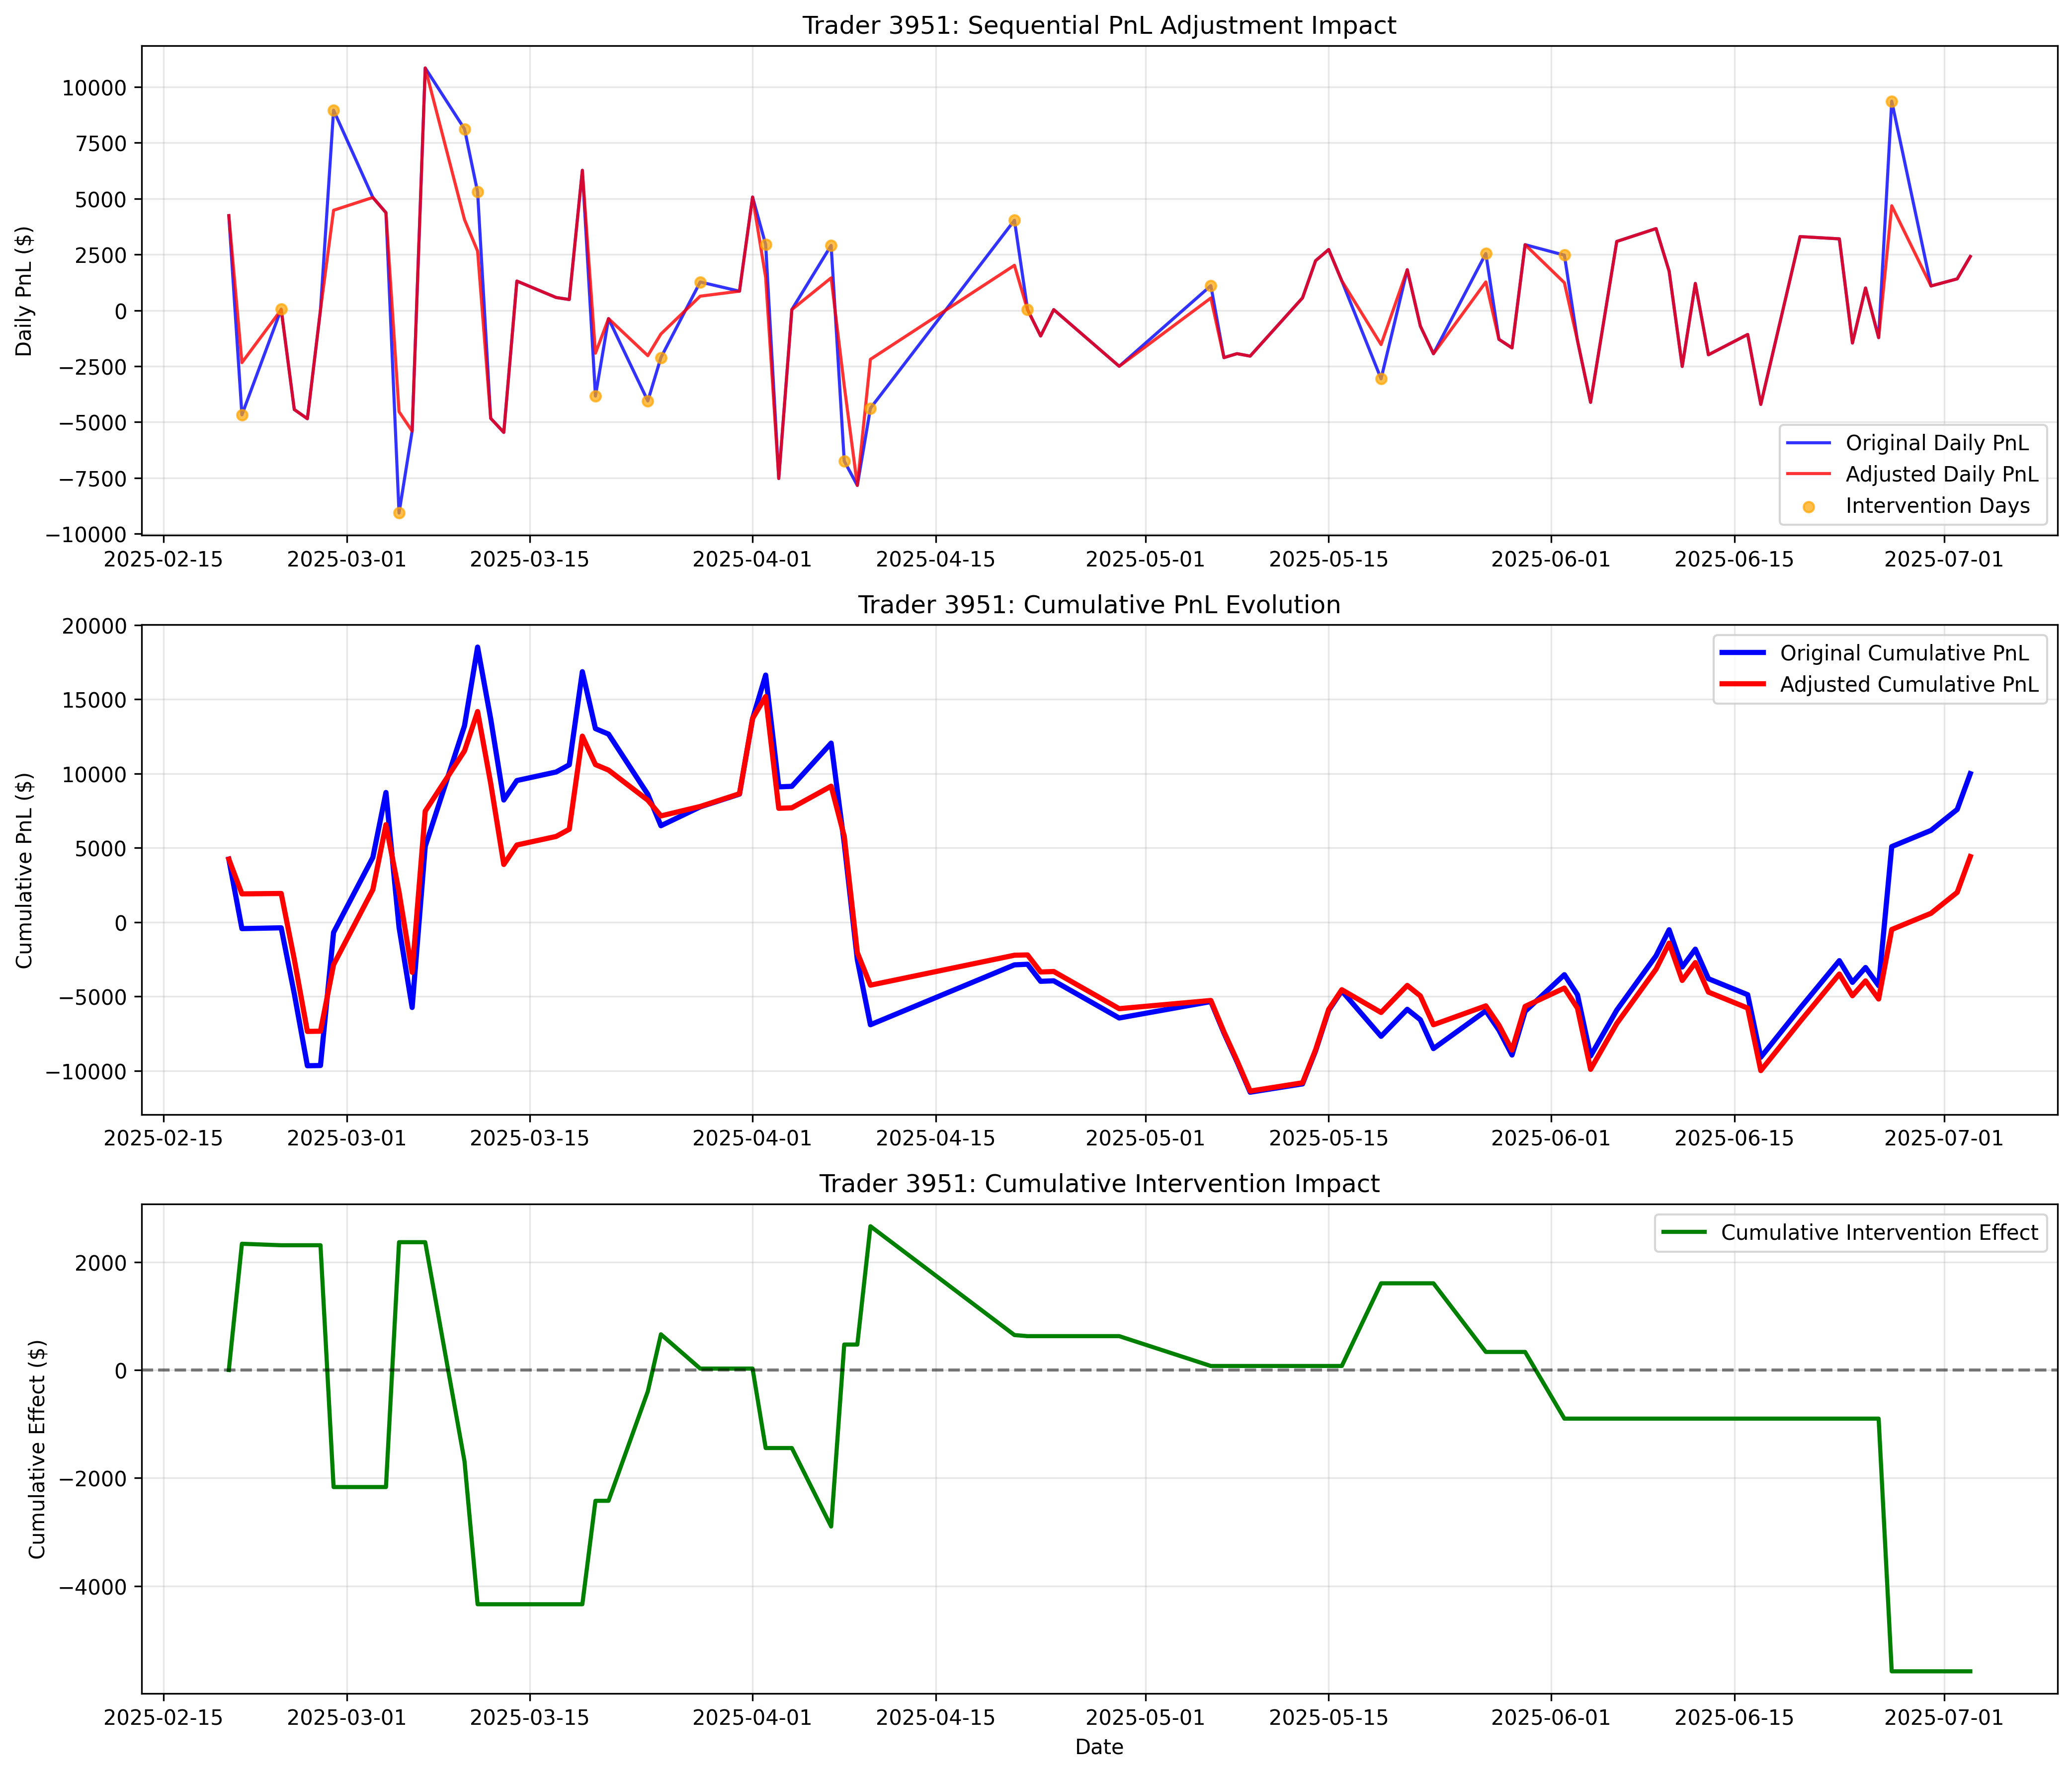 Trader 3951: Sequential PnL Adjustment Impact
Daily PnL ($)
10000
7500
5000
2500
0
−2500
−5000
−7500
−10000
Original Daily PnL
Adjusted Daily PnL
Intervention Days
2025-02-15 2025-03-01 2025-03-15 2025-04-01 2025-04-15 2025-05-01 2025-05-15 2025-06-01 2025-06-15 2025-07-01
Trader 3951: Cumulative PnL Evolution
Cumulative PnL ($)
20000
15000
10000
5000
0
−5000
−10000
Original Cumulative PnL
Adjusted Cumulative PnL
2025-02-15 2025-03-01 2025-03-15 2025-04-01 2025-04-15 2025-05-01 2025-05-15 2025-06-01 2025-06-15 2025-07-01
Trader 3951: Cumulative Intervention Impact
Cumulative Effect ($)
2000
0
−2000
−4000
Cumulative Intervention Effect
2025-02-15 2025-03-01 2025-03-15 2025-04-01 2025-04-15 2025-05-01 2025-05-15 2025-06-01 2025-06-15 2025-07-01
Date